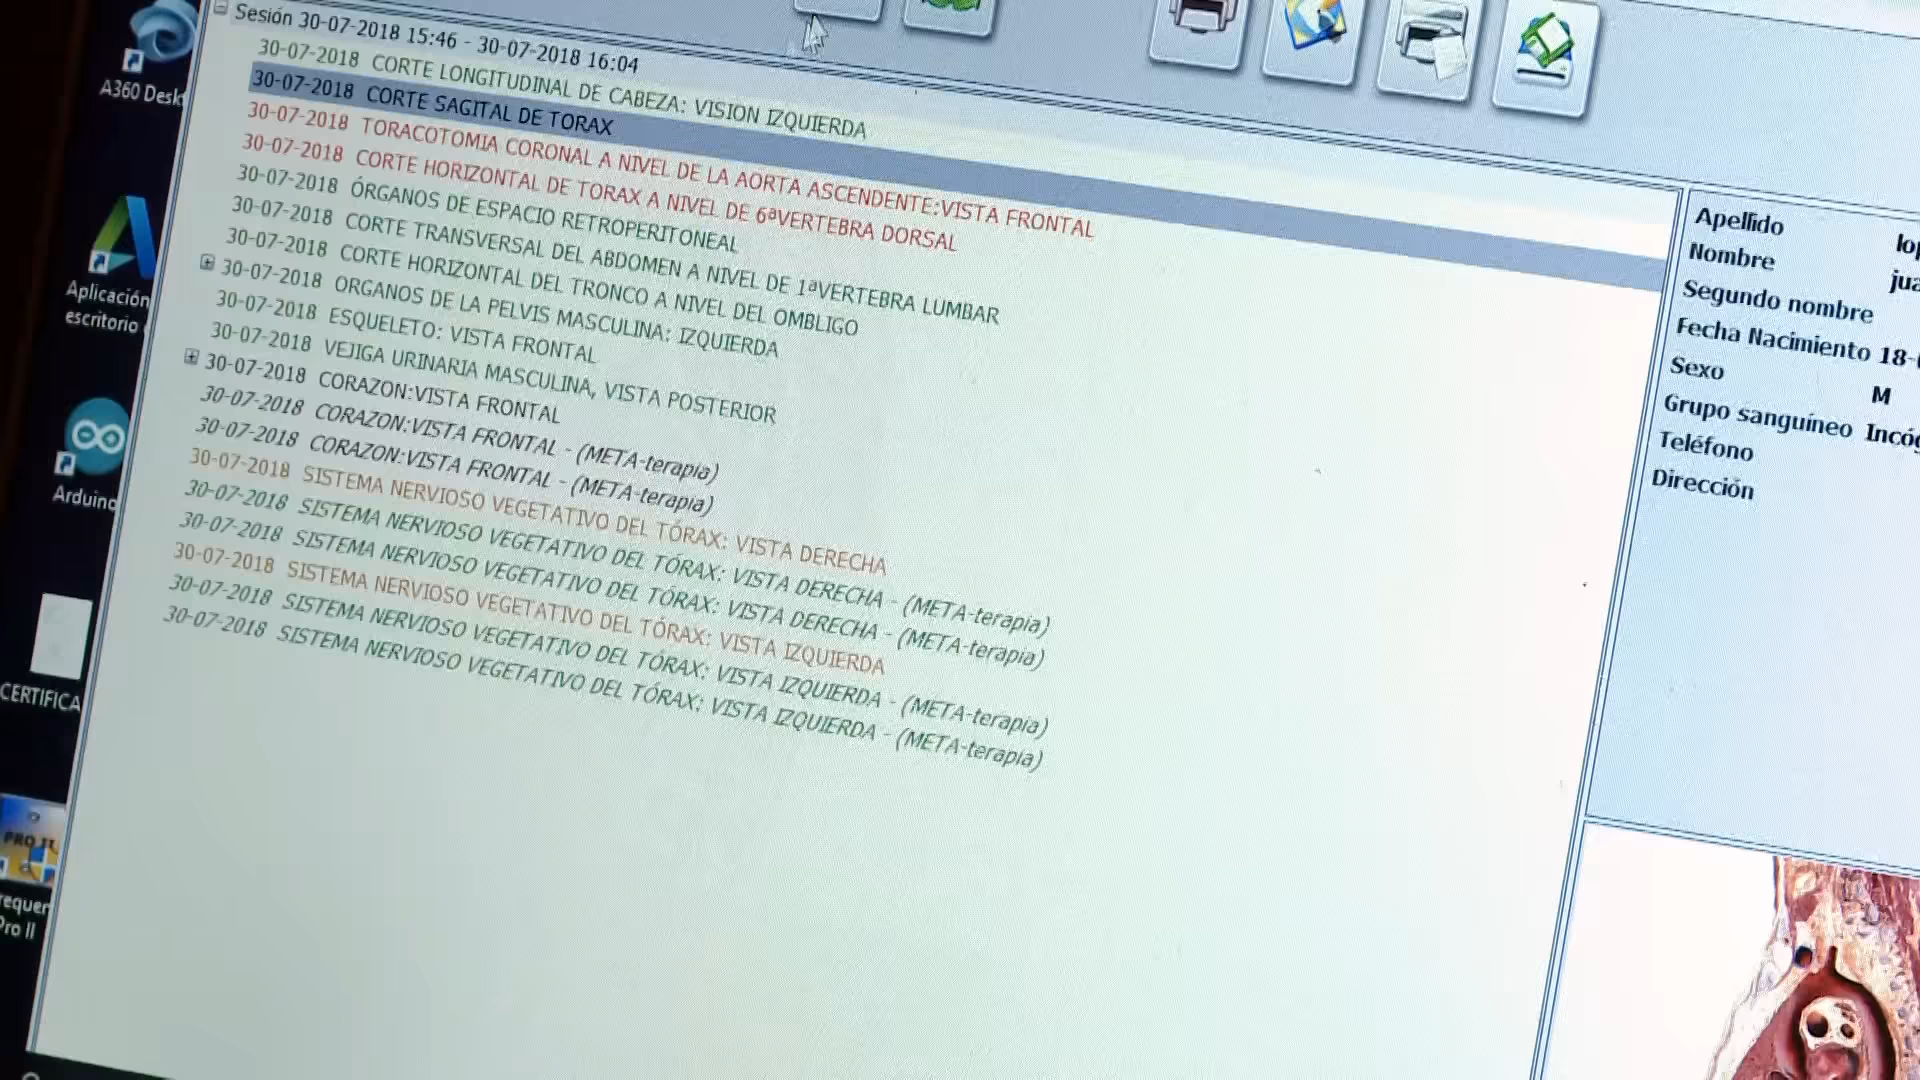 Sesión 30-07-2018 15:46 - 30-07-2018 16:04
30-07-2018 CORTE LONGITUDINAL DE CABEZA: VISION IZQUIERDA
30-07-2018 CORTE SAGITAL DE TORAX
30-07-2018 TORACOTOMIA CORONAL A NIVEL DE LA AORTA ASCENDENTE:VISTA FRONTAL
30-07-2018 CORTE HORIZONTAL DE TORAX A NIVEL DE 6ªVERTEBRA DORSAL
30-07-2018 ÓRGANOS DE ESPACIO RETROPERITONEAL
30-07-2018 CORTE TRANSVERSAL DEL ABDOMEN A NIVEL DE 1ªVERTEBRA LUMBAR
30-07-2018 CORTE HORIZONTAL DEL TRONCO A NIVEL DEL OMBLIGO
30-07-2018 ORGANOS DE LA PELVIS MASCULINA: IZQUIERDA
30-07-2018 ESQUELETO: VISTA FRONTAL
30-07-2018 VEJIGA URINARIA MASCULINA, VISTA POSTERIOR
30-07-2018 CORAZON:VISTA FRONTAL
30-07-2018 CORAZON:VISTA FRONTAL - (META-terapia)
30-07-2018 CORAZON:VISTA FRONTAL - (META-terapia)
30-07-2018 SISTEMA NERVIOSO VEGETATIVO DEL TÓRAX: VISTA DERECHA
30-07-2018 SISTEMA NERVIOSO VEGETATIVO DEL TÓRAX: VISTA DERECHA - (META-terapia)
30-07-2018 SISTEMA NERVIOSO VEGETATIVO DEL TÓRAX: VISTA DERECHA - (META-terapia)
30-07-2018 SISTEMA NERVIOSO VEGETATIVO DEL TÓRAX: VISTA IZQUIERDA
30-07-2018 SISTEMA NERVIOSO VEGETATIVO DEL TÓRAX: VISTA IZQUIERDA - (META-terapia)
30-07-2018 SISTEMA NERVIOSO VEGETATIVO DEL TÓRAX: VISTA IZQUIERDA - (META-terapia)
Apellido
Nombre
Segundo nombre
Fecha Nacimiento 18-
Sexo M
Grupo sanguíneo
Teléfono
Dirección
A360
Aplicación
escritorio
Arduino
PRO II
Pro II